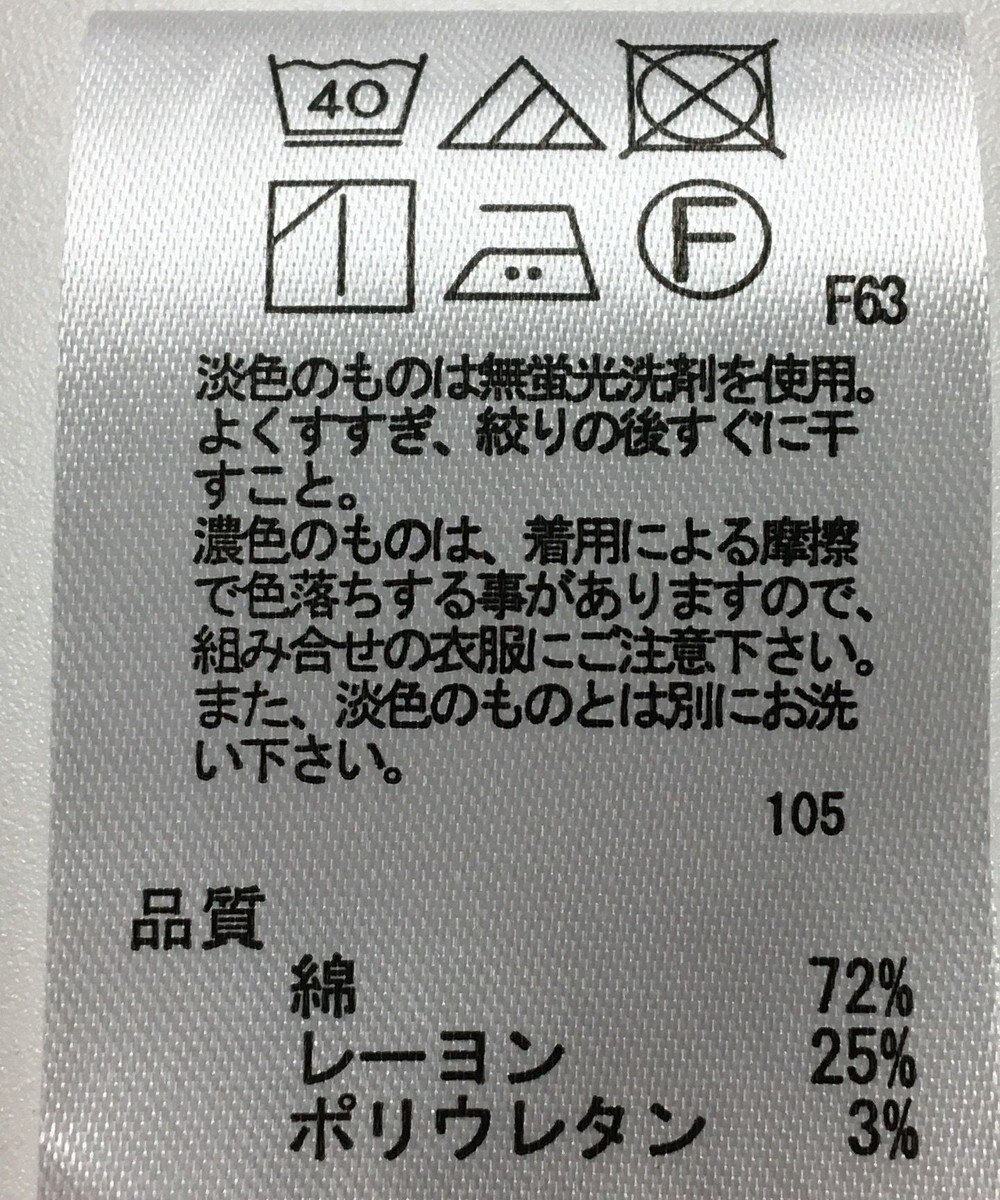 40
F
F63
淡色のものは無蛍光洗剤を使用。
よくすすぎ、絞りの後すぐに干
すこと。
濃色のものは、着用による摩擦
で色落ちする事がありますので、
組み合せの衣服にご注意下さい。
また、淡色のものとは別にお洗
い下さい。
105
品質
綿 72%
レーヨン 25%
ポリウレタン 3%